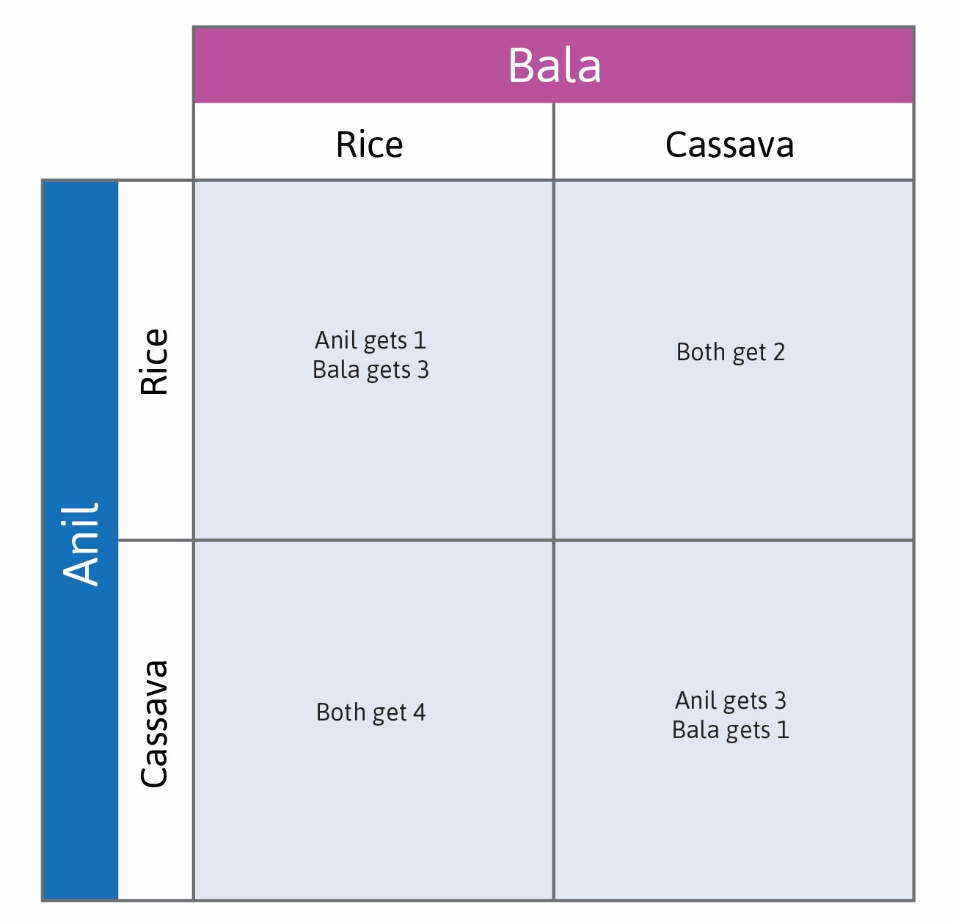 Bala
Rice
Cassava
Anil
Rice
Anil gets 1
Bala gets 3
Both get 2
Cassava
Both get 4
Anil gets 3
Bala gets 1